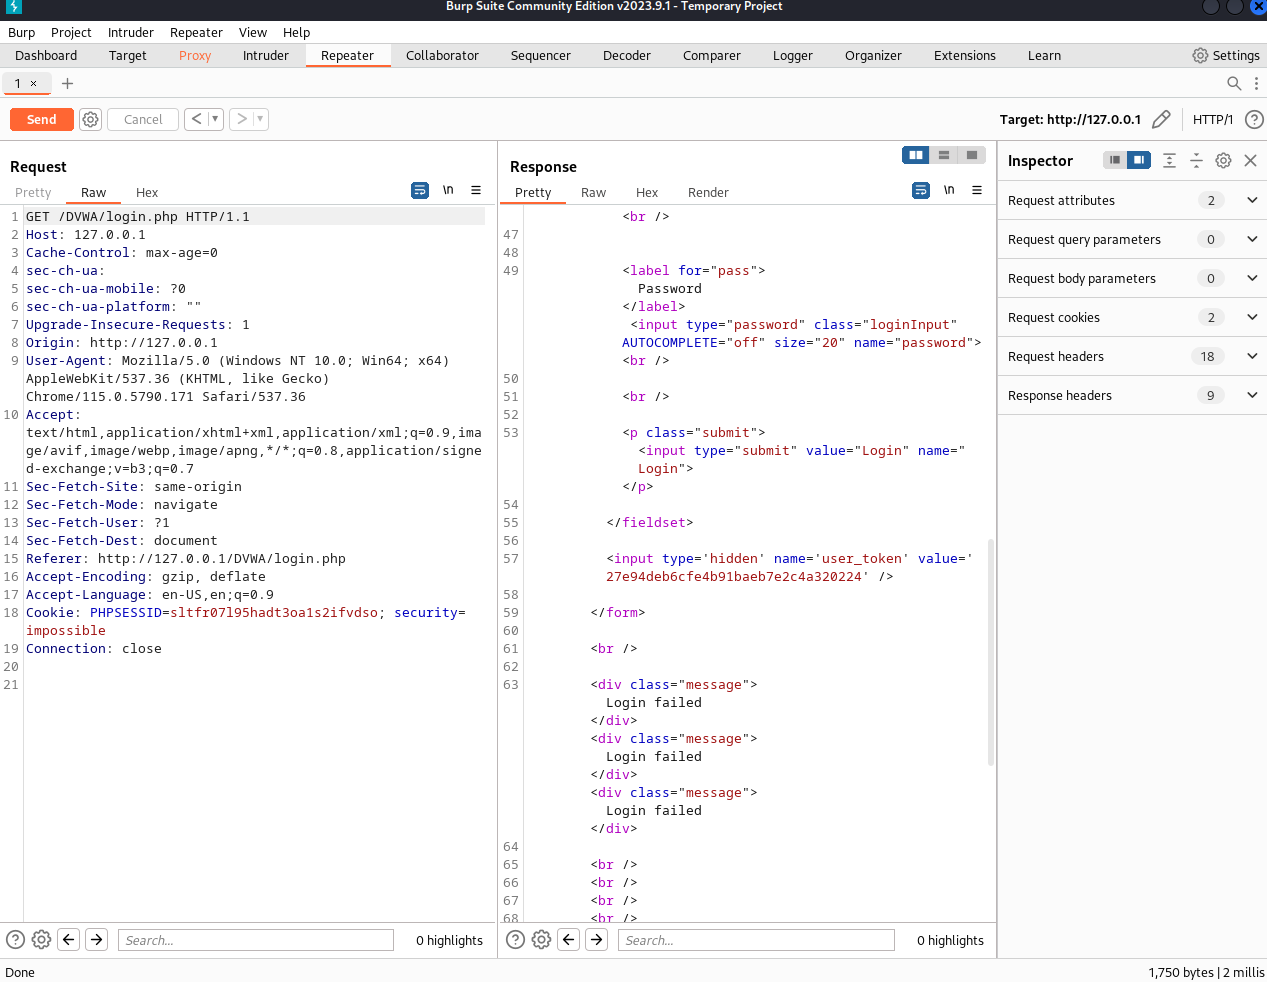 Burp Suite Community Edition v2023.9.1 - Temporary Project
Burp Project Intruder Repeater View Help
Dashboard Target Proxy Intruder Repeater Collaborator Sequencer Decoder Comparer Logger Organizer Extensions Learn Settings
1 × +
Send Cancel < > Target: http://127.0.0.1 HTTP/1 ?
Request
Pretty Raw Hex \n
1 GET /DVWA/login.php HTTP/1.1
2 Host: 127.0.0.1
3 Cache-Control: max-age=0
4 sec-ch-ua:
5 sec-ch-ua-mobile: ?0
6 sec-ch-ua-platform: ""
7 Upgrade-Insecure-Requests: 1
8 Origin: http://127.0.0.1
9 User-Agent: Mozilla/5.0 (Windows NT 10.0; Win64; x64)
AppleWebKit/537.36 (KHTML, like Gecko)
Chrome/115.0.5790.171 Safari/537.36
10 Accept:
text/html,application/xhtml+xml,application/xml;q=0.9,ima
ge/avif,image/webp,image/apng,*/*;q=0.8,application/signe
d-exchange;v=b3;q=0.7
11 Sec-Fetch-Site: same-origin
12 Sec-Fetch-Mode: navigate
13 Sec-Fetch-User: ?1
14 Sec-Fetch-Dest: document
15 Referer: http://127.0.0.1/DVWA/login.php
16 Accept-Encoding: gzip, deflate
17 Accept-Language: en-US,en;q=0.9
18 Cookie: PHPSESSID=sltfr07l95hadt3oa1s2ifvdso; security=
impossible
19 Connection: close
20
21
Search... 0 highlights
Response
Pretty Raw Hex Render \n
<br />
47
48
49 <label for="pass">
Password
</label>
<input type="password" class="loginInput"
AUTOCOMPLETE="off" size="20" name="password">
<br />
50
51 <br />
52
53 <p class="submit">
<input type="submit" value="Login" name="
Login">
</p>
54
55 </fieldset>
56
57 <input type='hidden' name='user_token' value='
27e94deb6cfe4b91baeb7e2c4a320224' />
58
59 </form>
60
61 <br />
62
63 <div class="message">
Login failed
</div>
<div class="message">
Login failed
</div>
<div class="message">
Login failed
</div>
64
65 <br />
66 <br />
67 <br />
68 <br />
Search... 0 highlights
Inspector
Request attributes 2
Request query parameters 0
Request body parameters 0
Request cookies 2
Request headers 18
Response headers 9
Done 1,750 bytes | 2 millis